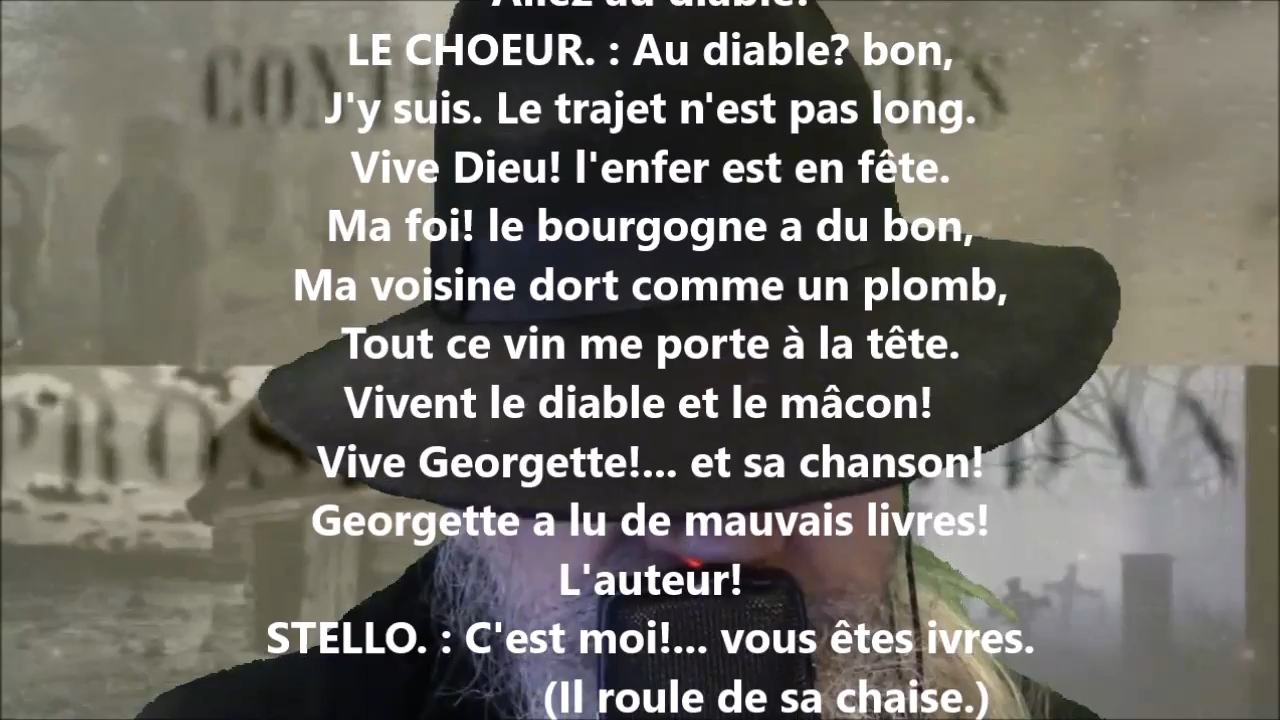 Allez au diable!
LE CHOEUR. : Au diable? bon,
J'y suis. Le trajet n'est pas long.
Vive Dieu! l'enfer est en fête.
Ma foi! le bourgogne a du bon,
Ma voisine dort comme un plomb,
Tout ce vin me porte à la tête.
Vivent le diable et le mâcon!
Vive Georgette!... et sa chanson!
Georgette a lu de mauvais livres!
L'auteur!
STELLO. : C'est moi!... vous êtes ivres.
(Il roule de sa chaise.)